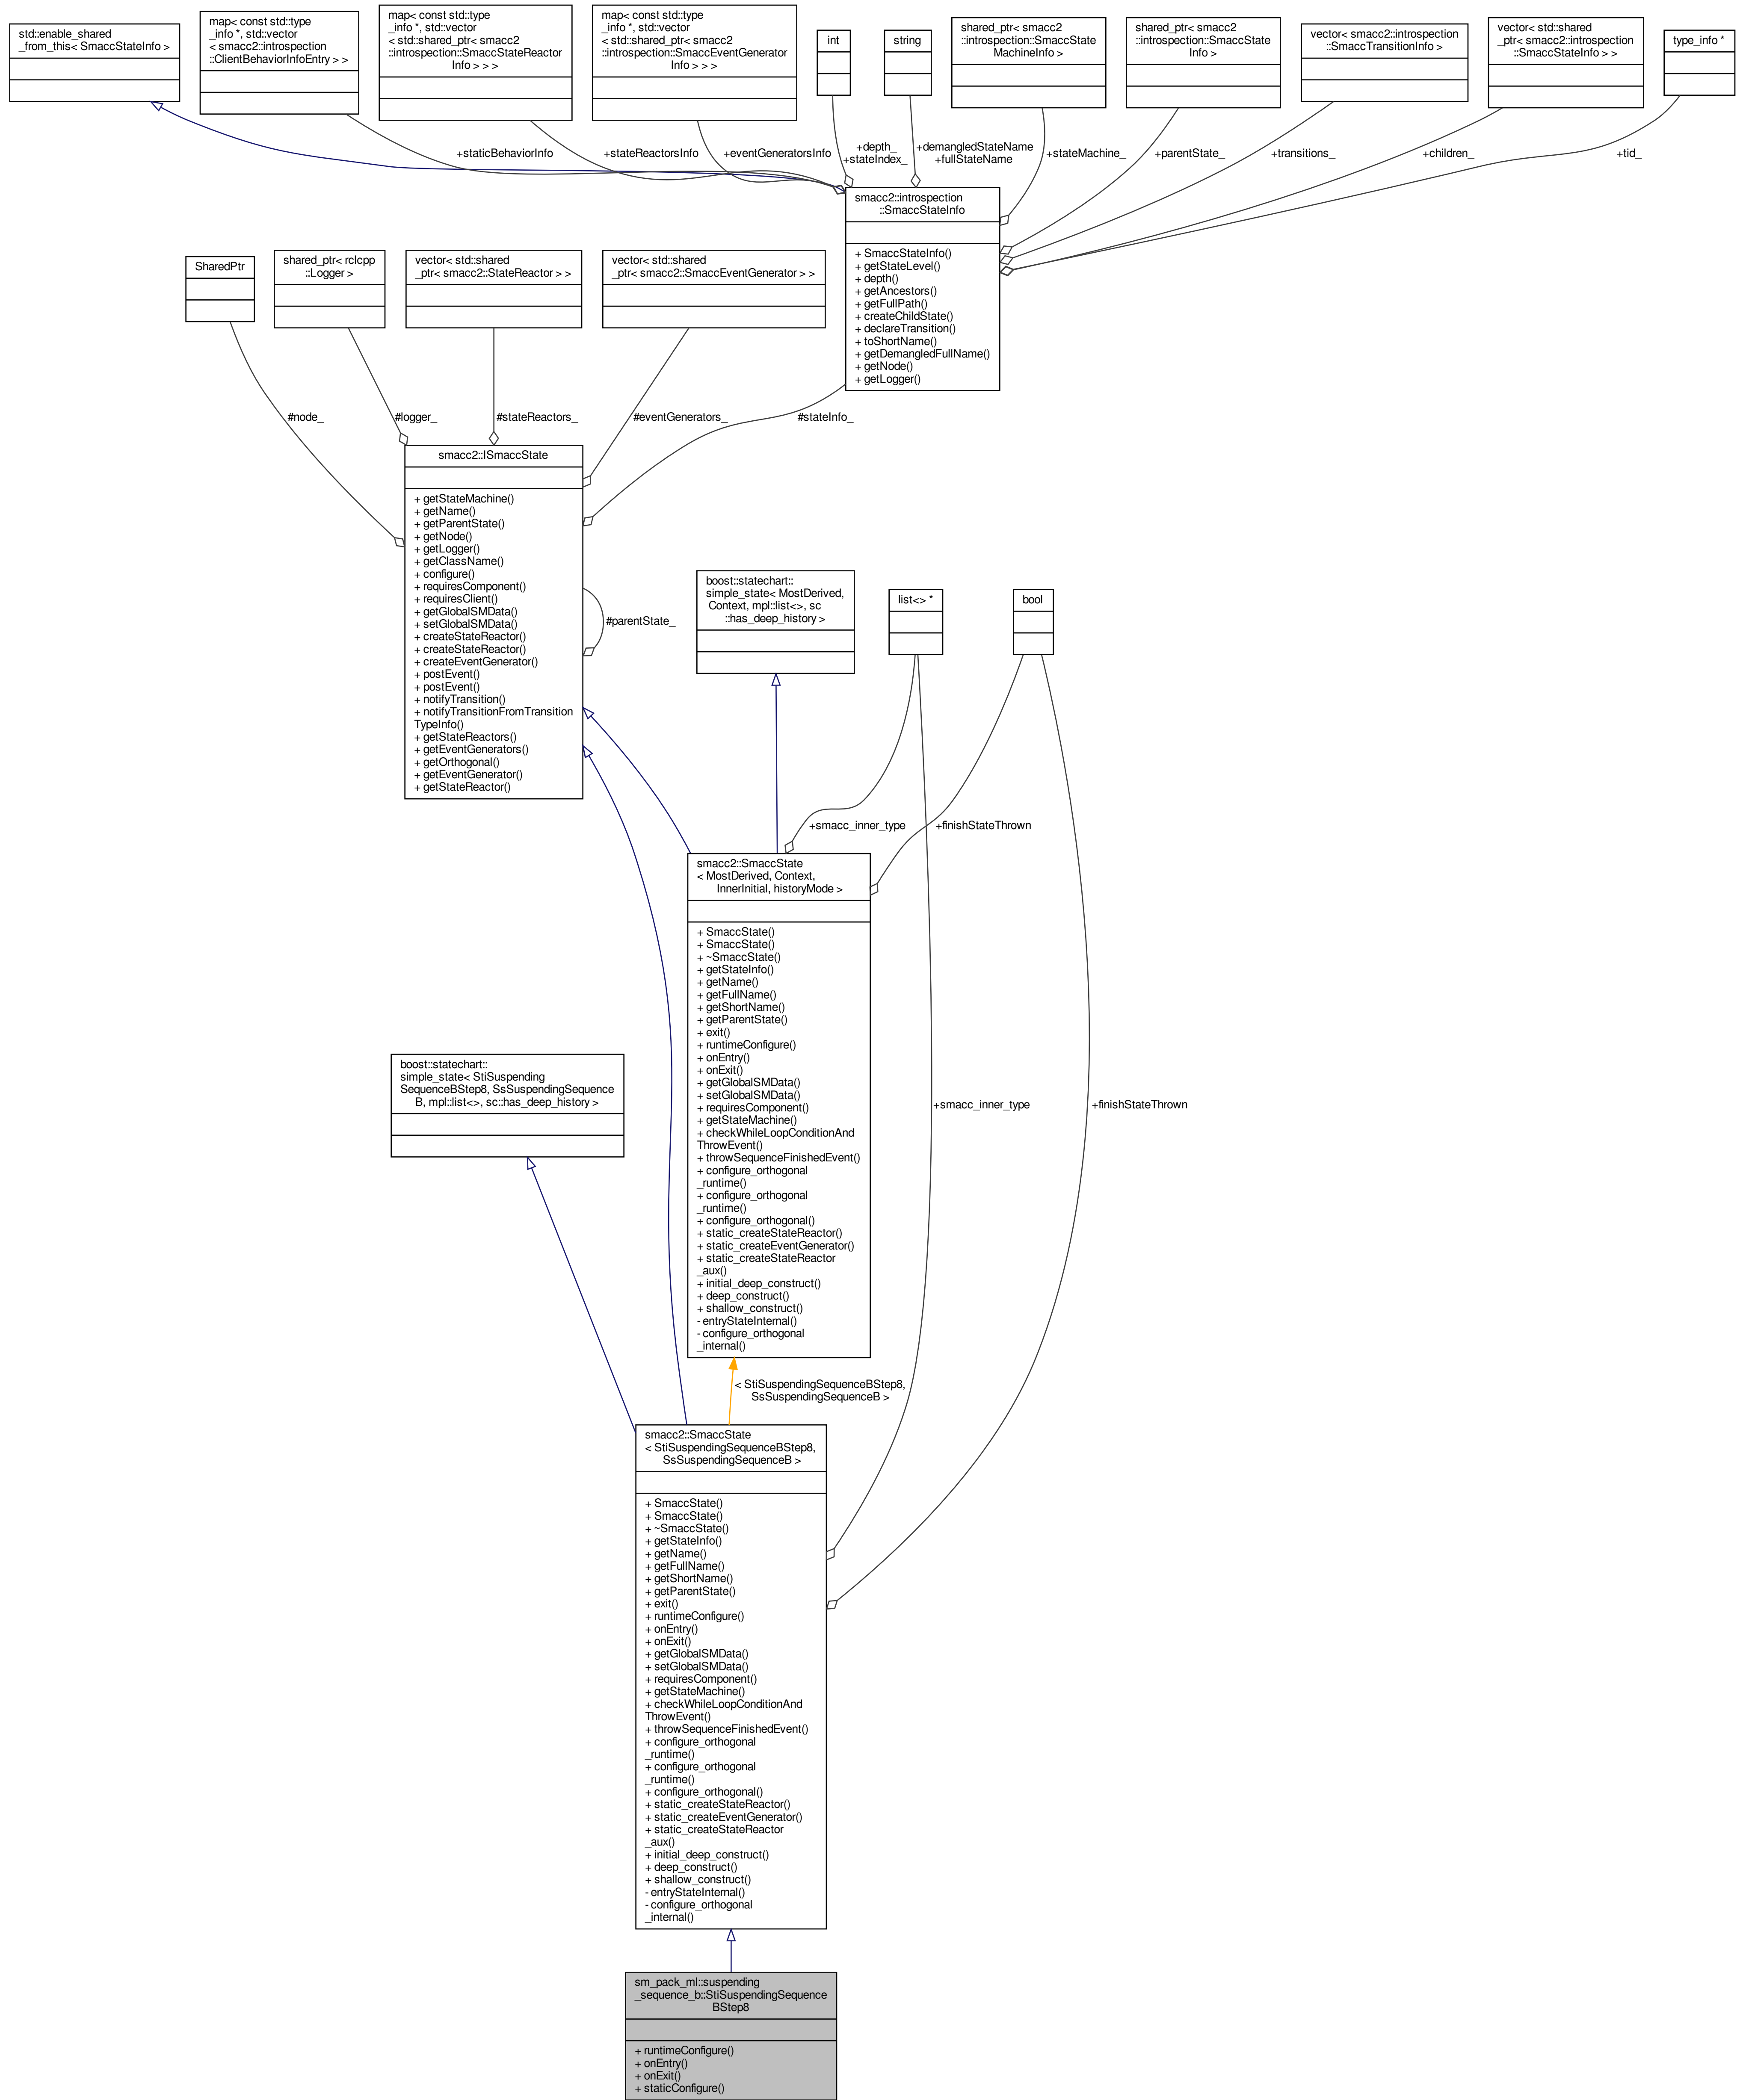 std::enable_shared
_from_this< SmaccStateInfo >
map< const std::type
_info *, std::vector
< smacc2::introspection
::ClientBehaviorInfoEntry > >
map< const std::type
_info *, std::vector
< std::shared_ptr< smacc2
::introspection::SmaccStateReactor
Info > > >
map< const std::type
_info *, std::vector
< std::shared_ptr< smacc2
::introspection::SmaccEventGenerator
Info > > >
int
string
shared_ptr< smacc2
::introspection::SmaccState
MachineInfo >
shared_ptr< smacc2
::introspection::SmaccState
Info >
vector< smacc2::introspection
::SmaccTransitionInfo >
vector< std::shared
_ptr< smacc2::introspection
::SmaccStateInfo > >
type_info *
+staticBehaviorInfo
+stateReactorsInfo
+eventGeneratorsInfo
+depth_
+stateIndex_
+demangledStateName
+fullStateName
+stateMachine_
+parentState_
+transitions_
+children_
+tid_
smacc2::introspection
::SmaccStateInfo
+ SmaccStateInfo()
+ getStateLevel()
+ depth()
+ getAncestors()
+ getFullPath()
+ createChildState()
+ declareTransition()
+ toShortName()
+ getDemangledFullName()
+ getNode()
+ getLogger()
SharedPtr
shared_ptr< rclcpp
::Logger >
vector< std::shared
_ptr< smacc2::StateReactor > >
vector< std::shared
_ptr< smacc2::SmaccEventGenerator > >
#node_
#logger_
#stateReactors_
#eventGenerators_
#stateInfo_
smacc2::ISmaccState
+ getStateMachine()
+ getName()
+ getParentState()
+ getNode()
+ getLogger()
+ getClassName()
+ configure()
+ requiresComponent()
+ requiresClient()
+ getGlobalSMData()
+ setGlobalSMData()
+ createStateReactor()
+ createStateReactor()
+ createEventGenerator()
+ postEvent()
+ postEvent()
+ notifyTransition()
+ notifyTransitionFromTransition
TypeInfo()
+ getStateReactors()
+ getEventGenerators()
+ getOrthogonal()
+ getEventGenerator()
+ getStateReactor()
#parentState_
boost::statechart::
simple_state< MostDerived,
Context, mpl::list<>, sc
::has_deep_history >
list<> *
bool
+smacc_inner_type
+finishStateThrown
smacc2::SmaccState
< MostDerived, Context,
InnerInitial, historyMode >
+ SmaccState()
+ SmaccState()
+ ~SmaccState()
+ getStateInfo()
+ getName()
+ getFullName()
+ getShortName()
+ getParentState()
+ exit()
+ runtimeConfigure()
+ onEntry()
+ onExit()
+ getGlobalSMData()
+ setGlobalSMData()
+ requiresComponent()
+ getStateMachine()
+ checkWhileLoopConditionAnd
ThrowEvent()
+ throwSequenceFinishedEvent()
+ configure_orthogonal
_runtime()
+ configure_orthogonal
_runtime()
+ configure_orthogonal()
+ static_createStateReactor()
+ static_createEventGenerator()
+ static_createStateReactor
_aux()
+ initial_deep_construct()
+ deep_construct()
+ shallow_construct()
- entryStateInternal()
- configure_orthogonal
_internal()
boost::statechart::
simple_state< StiSuspending
SequenceBStep8, SsSuspendingSequence
B, mpl::list<>, sc::has_deep_history >
+smacc_inner_type
+finishStateThrown
< StiSuspendingSequenceBStep8,
SsSuspendingSequenceB >
smacc2::SmaccState
< StiSuspendingSequenceBStep8,
SsSuspendingSequenceB >
+ SmaccState()
+ SmaccState()
+ ~SmaccState()
+ getStateInfo()
+ getName()
+ getFullName()
+ getShortName()
+ getParentState()
+ exit()
+ runtimeConfigure()
+ onEntry()
+ onExit()
+ getGlobalSMData()
+ setGlobalSMData()
+ requiresComponent()
+ getStateMachine()
+ checkWhileLoopConditionAnd
ThrowEvent()
+ throwSequenceFinishedEvent()
+ configure_orthogonal
_runtime()
+ configure_orthogonal
_runtime()
+ configure_orthogonal()
+ static_createStateReactor()
+ static_createEventGenerator()
+ static_createStateReactor
_aux()
+ initial_deep_construct()
+ deep_construct()
+ shallow_construct()
- entryStateInternal()
- configure_orthogonal
_internal()
sm_pack_ml::suspending
_sequence_b::StiSuspendingSequence
BStep8
+ runtimeConfigure()
+ onEntry()
+ onExit()
+ staticConfigure()